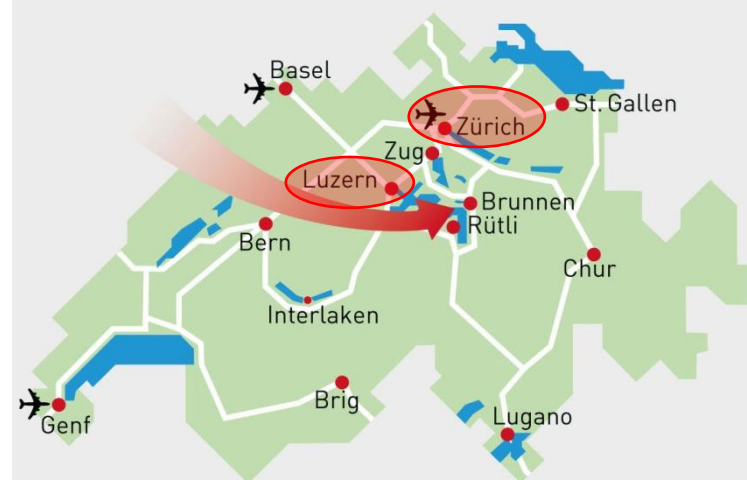 Basel
St. Gallen
Zürich
Zug
Luzern
Brunnen
Rütli
Bern
Chur
Interlaken
Brig
Lugano
Genf